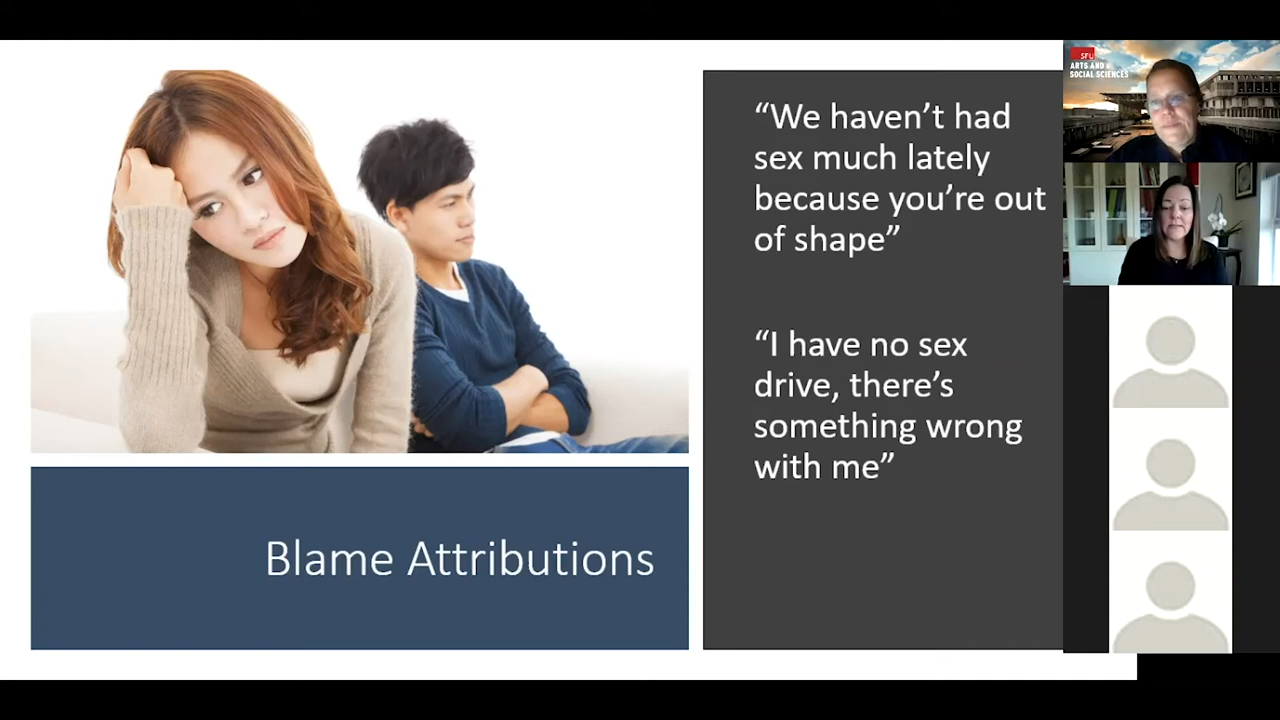 “We haven’t had
sex much lately
because you’re out
of shape”
“I have no sex
drive, there’s
something wrong
with me”
Blame Attributions
SFU
ARTS AND
SOCIAL SCIENCES